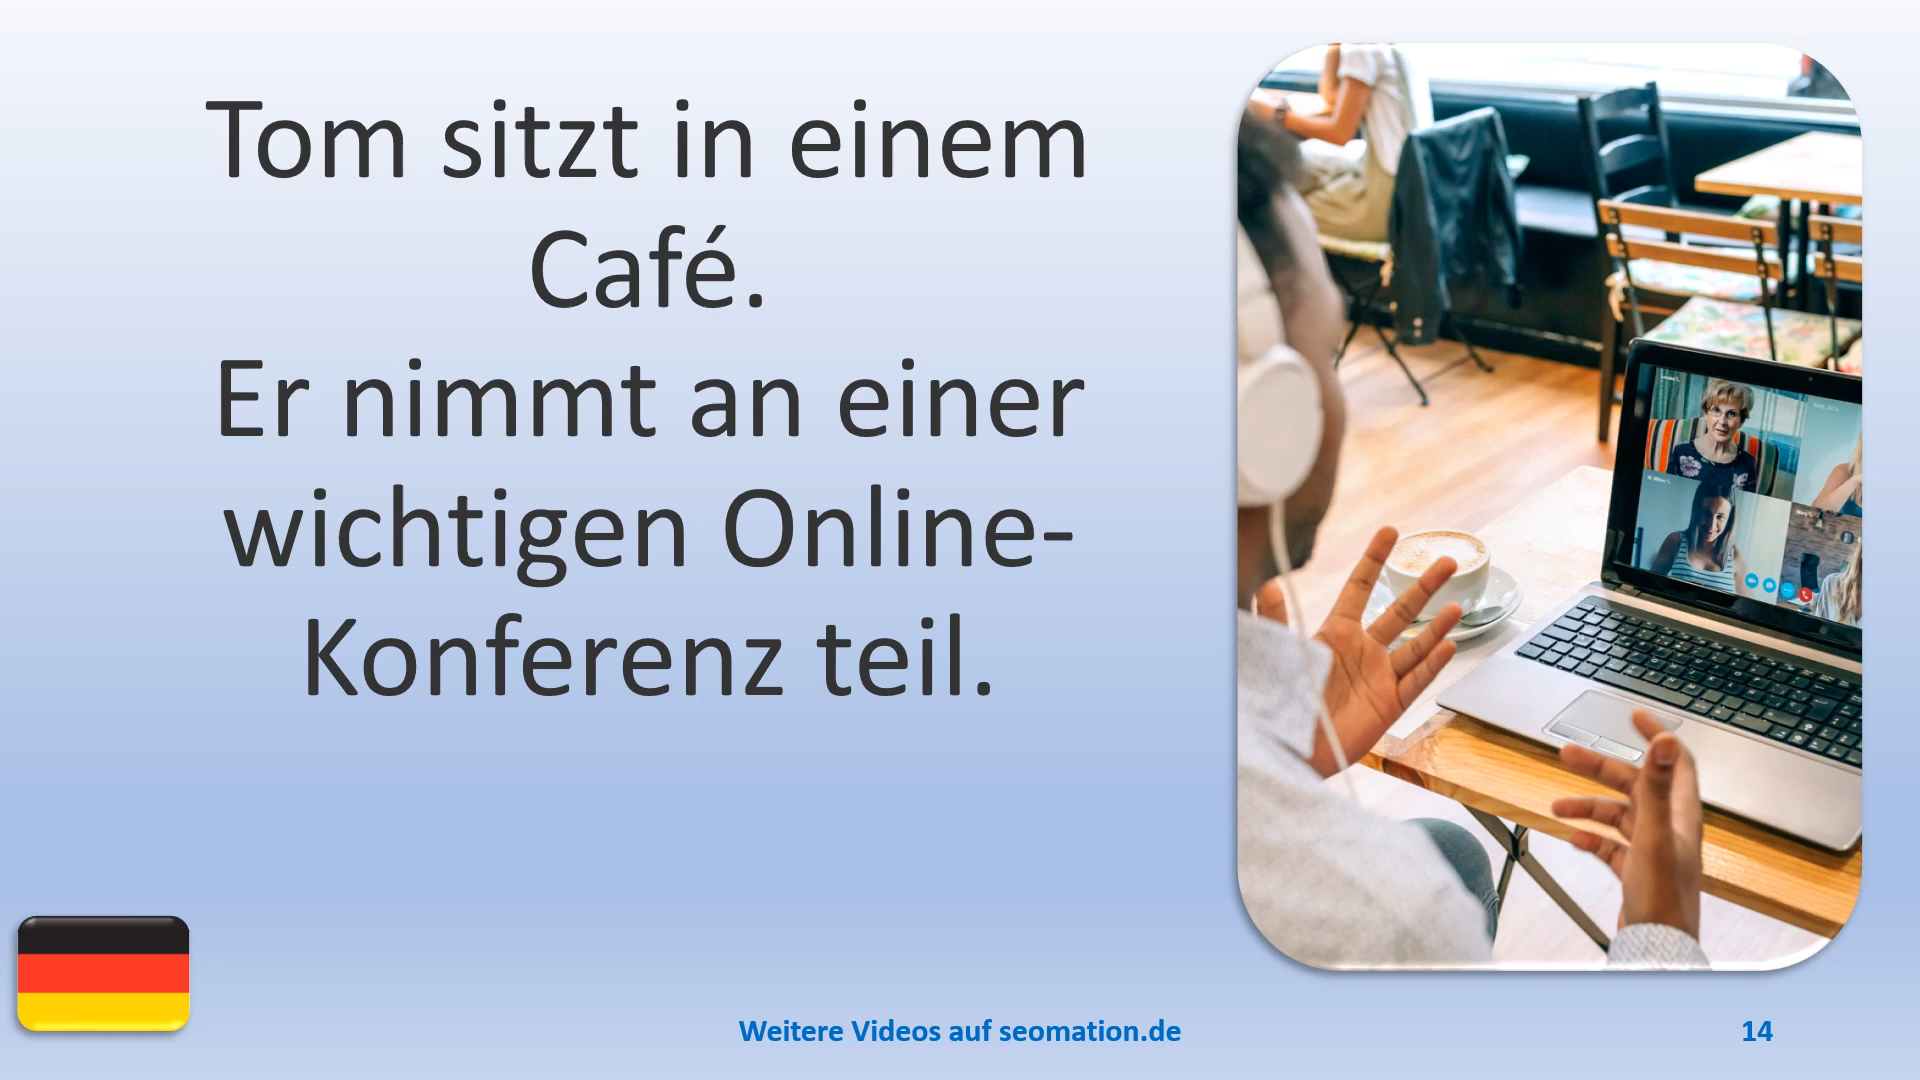 Tom sitzt in einem
Café.
Er nimmt an einer
wichtigen Online-
Konferenz teil.
Weitere Videos auf seomation.de
14